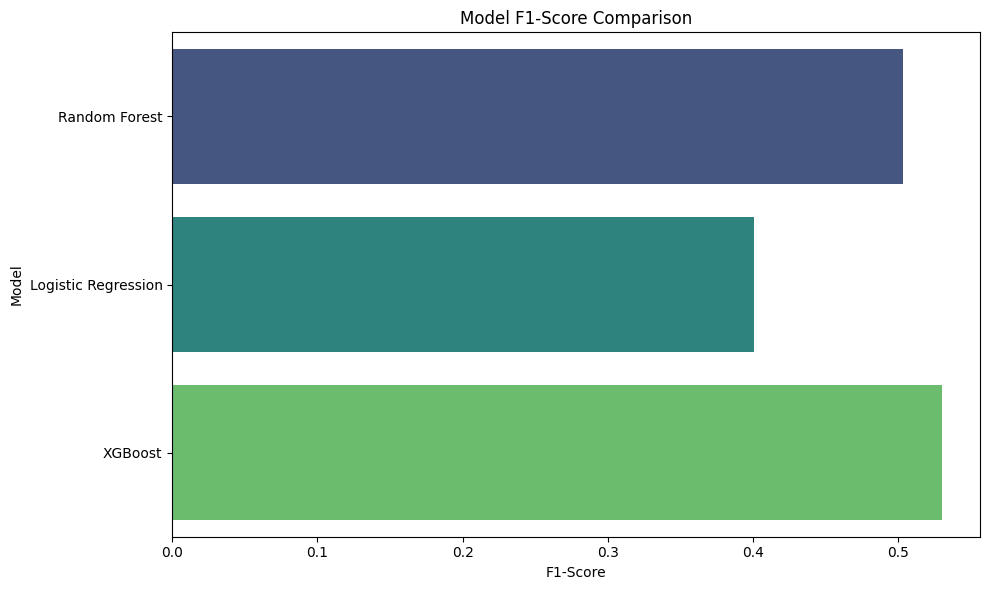 Model F1-Score Comparison
Model
Random Forest
Logistic Regression
XGBoost
0.0 0.1 0.2 0.3 0.4 0.5
F1-Score